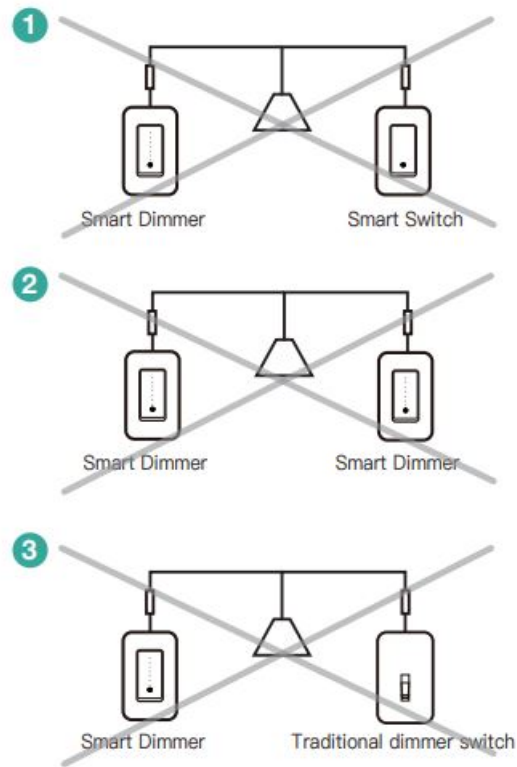 1
Smart Dimmer Smart Switch
2
Smart Dimmer Smart Dimmer
3
Smart Dimmer Traditional dimmer switch